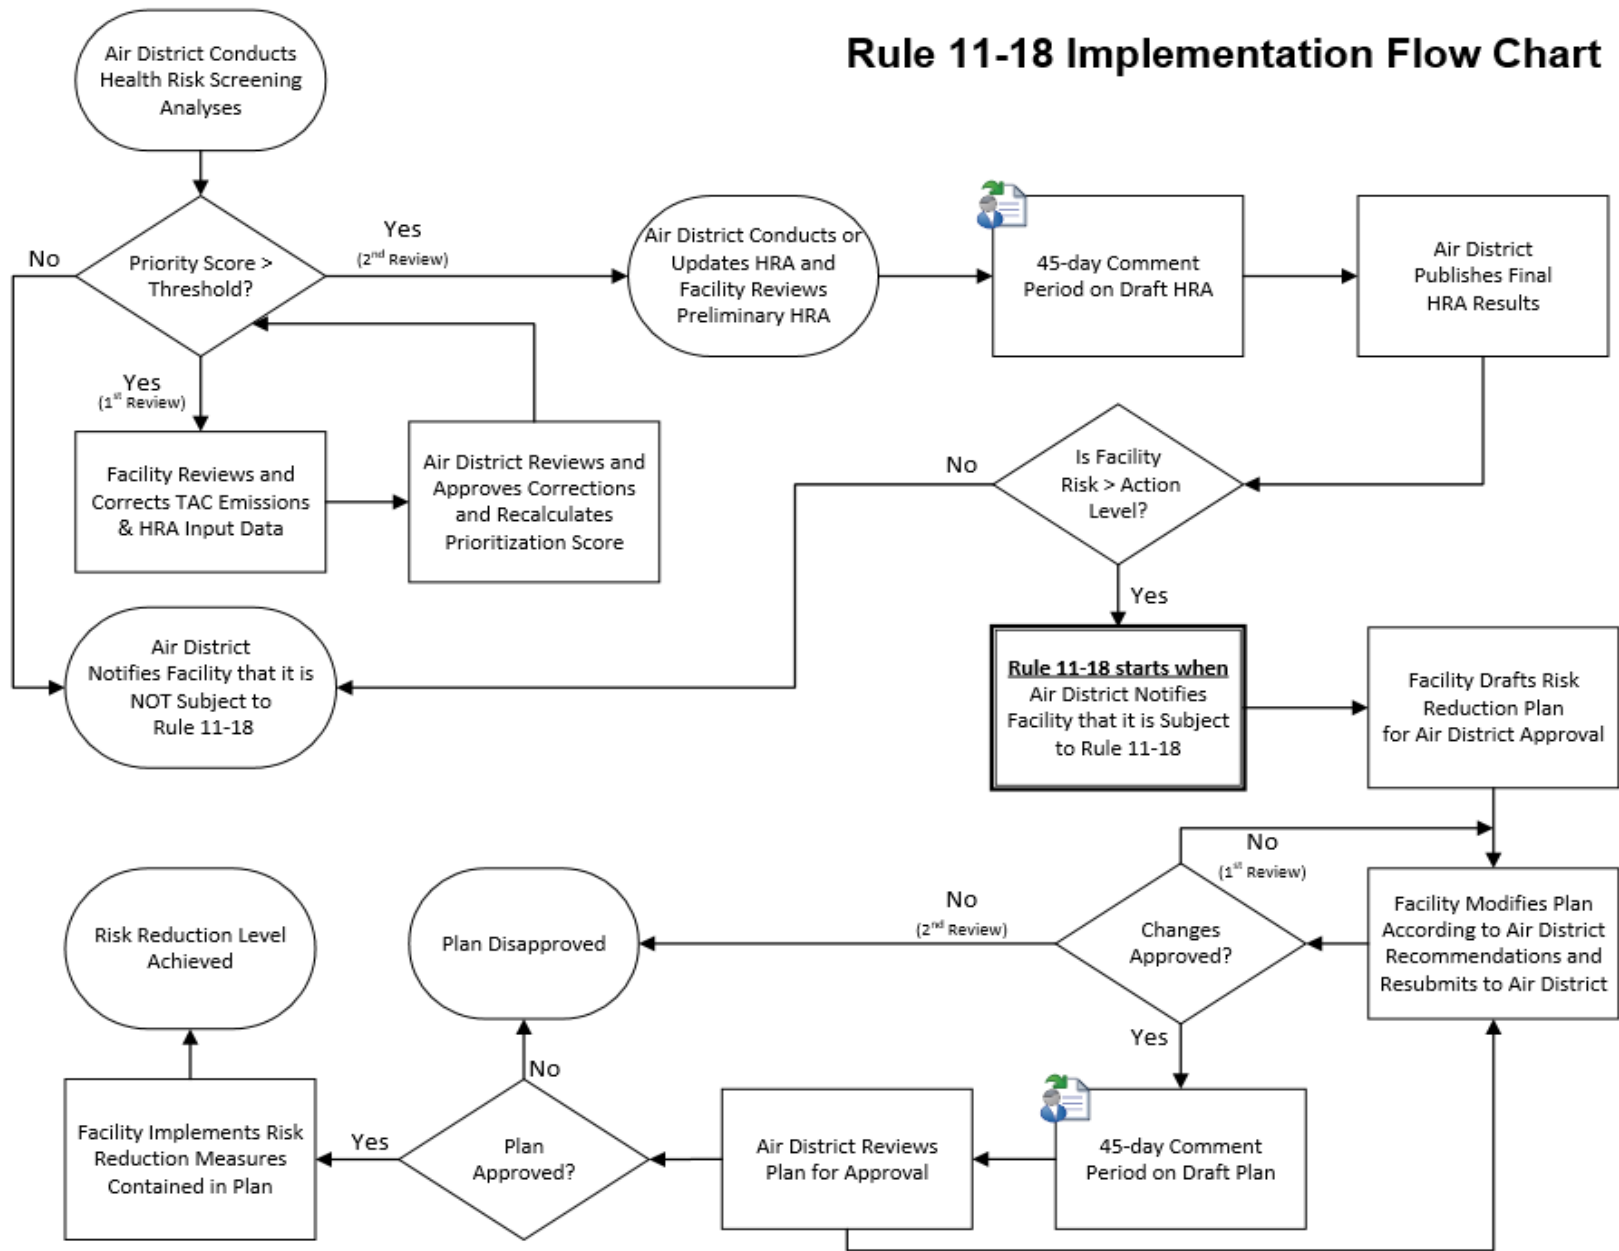 Rule 11-18 Implementation Flow Chart
Air District Conducts
Health Risk Screening
Analyses
No
Priority Score >
Threshold?
Yes
(2nd Review)
Air District Conducts or
Updates HRA and
Facility Reviews
Preliminary HRA
45-day Comment
Period on Draft HRA
Air District
Publishes Final
HRA Results
Yes
(1st Review)
Facility Reviews and
Corrects TAC Emissions
& HRA Input Data
Air District Reviews and
Approves Corrections
and Recalculates
Prioritization Score
No
Is Facility
Risk > Action
Level?
Yes
Air District
Notifies Facility that it is
NOT Subject to
Rule 11-18
Rule 11-18 starts when
Air District Notifies
Facility that it is Subject
to Rule 11-18
Facility Drafts Risk
Reduction Plan
for Air District Approval
No
(1st Review)
Risk Reduction Level
Achieved
Plan Disapproved
No
(2nd Review)
Changes
Approved?
Facility Modifies Plan
According to Air District
Recommendations and
Resubmits to Air District
Yes
No
Facility Implements Risk
Reduction Measures
Contained in Plan
Yes
Plan
Approved?
Air District Reviews
Plan for Approval
45-day Comment
Period on Draft Plan